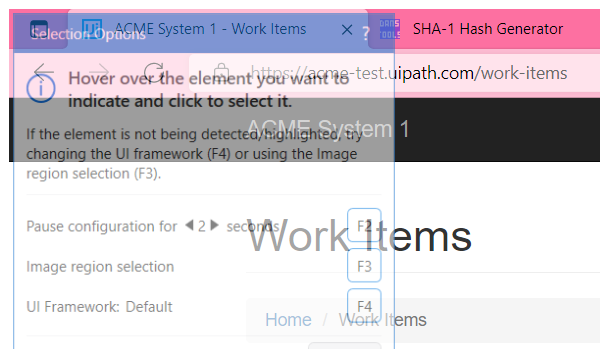 Selection Options ?
ACME System 1 - Work Items
DANS TOOLS
SHA-1 Hash Generator
https://acme-test.uipath.com/work-items
Hover over the element you want to
indicate and click to select it.
ACME System 1
If the element is not being detected/highlighted, try
changing the UI framework (F4) or using the Image
region selection (F3).
Pause configuration for 2 seconds F2
Work Items
Image region selection F3
UI Framework: Default F4
Home / Work Items